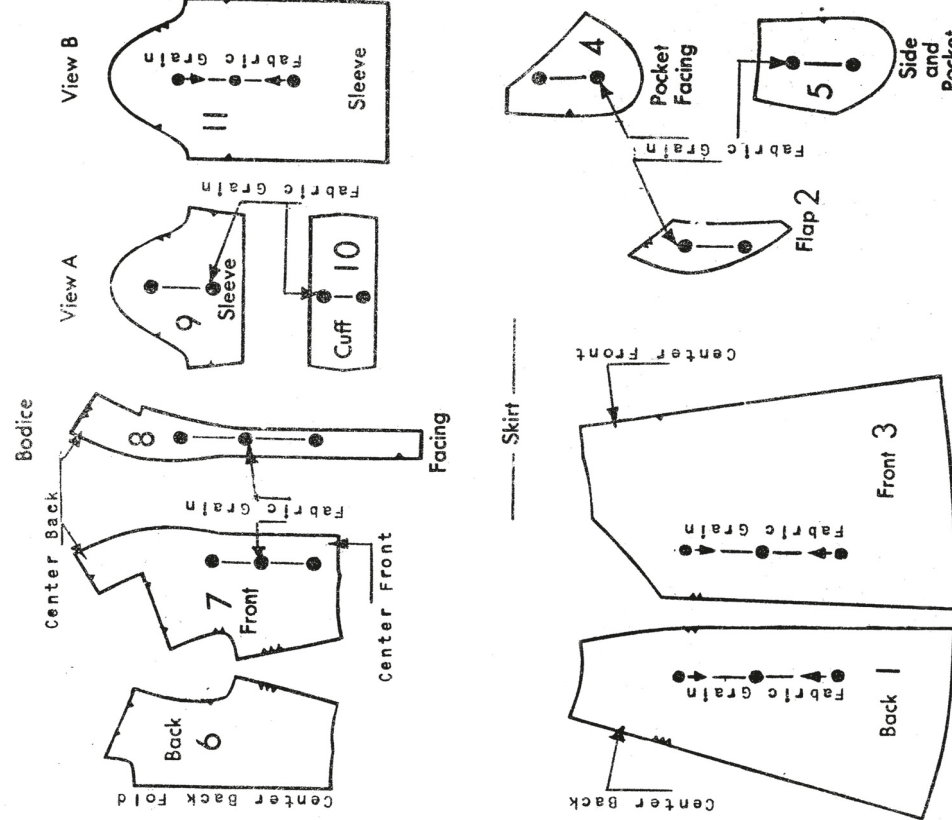 Bodice
View A
View B
Center Back
Back
6
Center Back Fold
7
Front
Center Front
Fabric Grain
8
Facing
9
Sleeve
Fabric Grain
Cuff
10
11
Fabric Grain
Sleeve
Skirt
Center Back
Back 1
Fabric Grain
Front 3
Fabric Grain
Center Front
Flap 2
Fabric Grain
4
Pocket
Facing
5
Side
and
Pocket